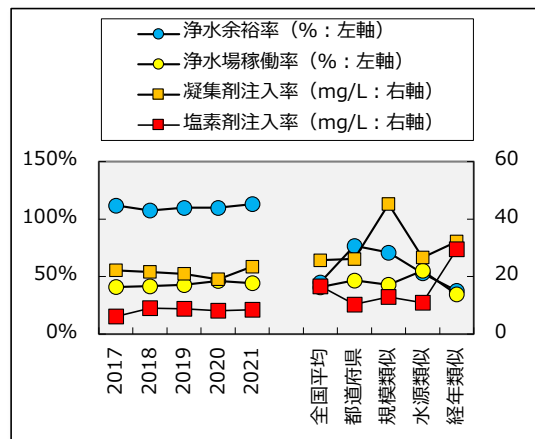 浄水余裕率（%：左軸）
浄水場稼働率（%：左軸）
凝集剤注入率（mg/L：右軸）
塩素剤注入率（mg/L：右軸）
150%
100%
50%
0%
60
40
20
0
2017
2018
2019
2020
2021
全国平均
都道府県
規模類似
水源類似
経年類似